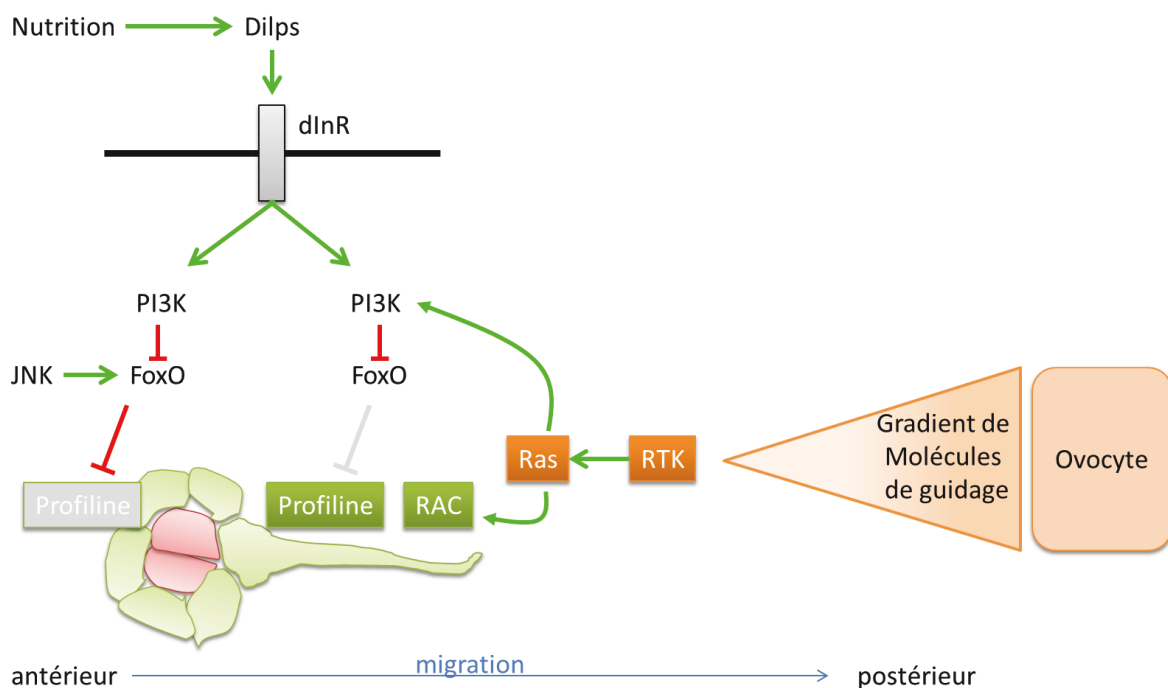 Nutrition
Dilps
dInR
PI3K
PI3K
JNK
FoxO
FoxO
Gradient de
Molécules
de guidage
Ovocyte
Ras
RTK
Profiline
Profiline
RAC
antérieur
migration
postérieur